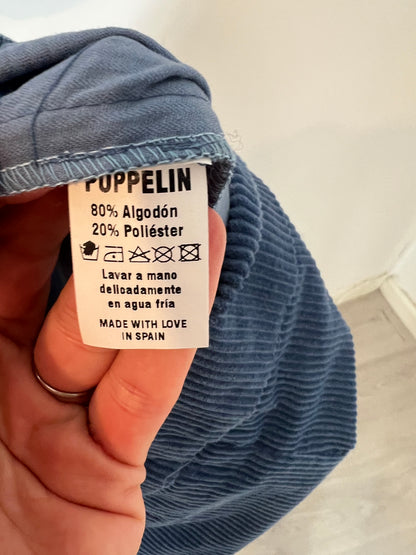 POPPELIN
80% Algodón
20% Poliéster
Lavar a mano
delicadamente
en agua fría
MADE WITH LOVE
IN SPAIN